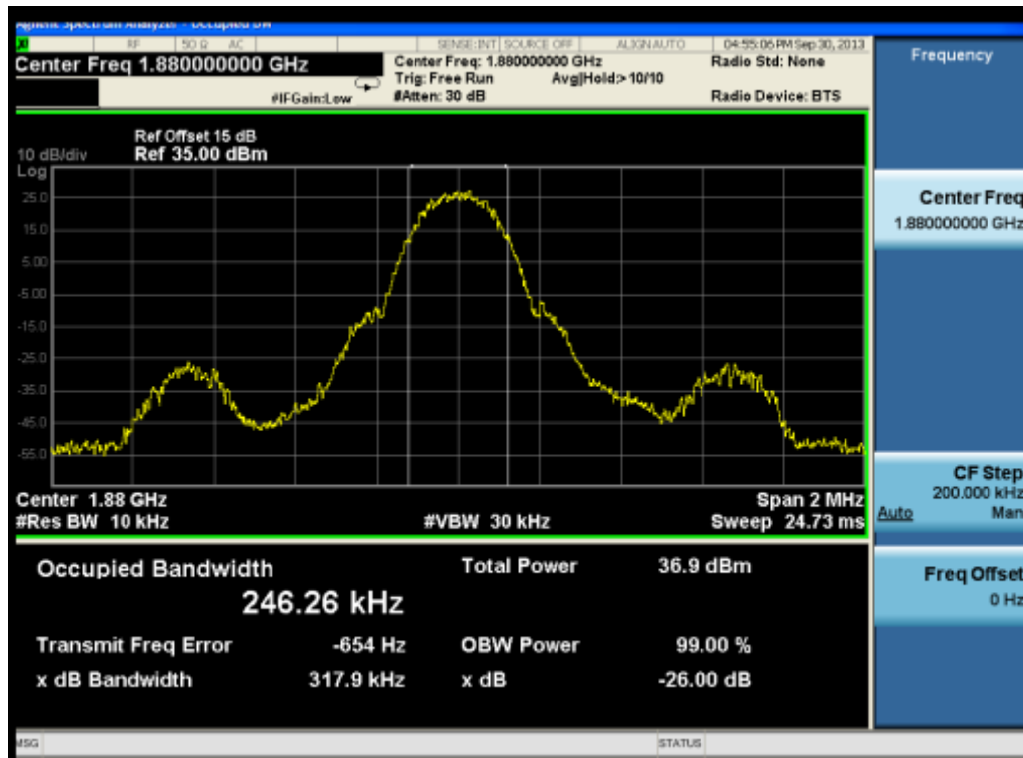 Agilent Spectrum Analyzer - Occupied BW
RF 50 Ω AC SENSE:INT SOURCE OFF ALIGN AUTO 04:55:06 PM Sep 30, 2013
Center Freq 1.880000000 GHz
Center Freq: 1.880000000 GHz
Radio Std: None
Trig: Free Run Avg|Hold:> 10/10
#IFGain:Low #Atten: 30 dB Radio Device: BTS
Ref Offset 15 dB
10 dB/div Ref 35.00 dBm
Log
25.0
15.0
5.00
-5.00
-15.0
-25.0
-35.0
-45.0
-55.0
Center 1.88 GHz Span 2 MHz
#Res BW 10 kHz #VBW 30 kHz Sweep 24.73 ms
Occupied Bandwidth Total Power 36.9 dBm
246.26 kHz
Transmit Freq Error -654 Hz OBW Power 99.00 %
x dB Bandwidth 317.9 kHz x dB -26.00 dB
MSG STATUS
Frequency
Center Freq
1.880000000 GHz
CF Step
200.000 kHz
Auto Man
Freq Offset
0 Hz